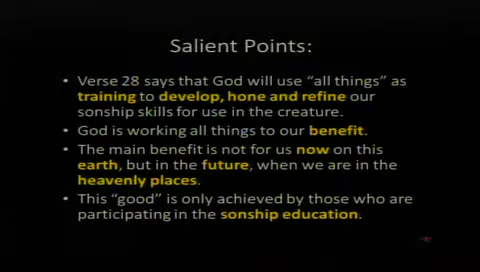 Salient Points:
• Verse 28 says that God will use “all things” as
training to develop, hone and refine our
sonship skills for use in the creature.
• God is working all things to our benefit.
• The main benefit is not for us now on this
earth, but in the future, when we are in the
heavenly places.
• This “good” is only achieved by those who are
participating in the sonship education.